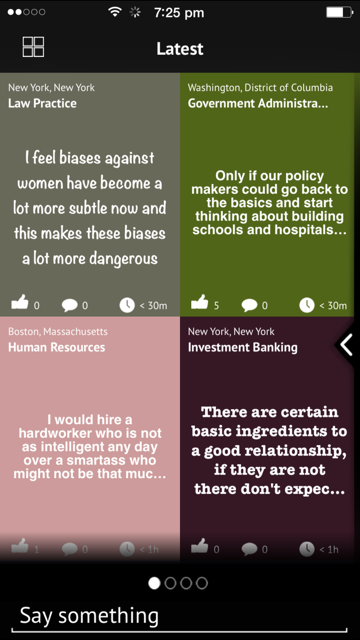 7:25 pm
Latest
New York, New York
Law Practice
I feel biases against
women have become a
lot more subtle now and
this makes these biases
a lot more dangerous
0 0 < 30m
Washington, District of Columbia
Government Administra...
Only if our policy
makers could go back to
the basics and start
thinking about building
schools and hospitals...
5 0 < 30m
Boston, Massachusetts
Human Resources
I would hire a
hardworker who is not
as intelligent any day
over a smartass who
might not be that muc...
1 0 < 1h
New York, New York
Investment Banking
There are certain
basic ingredients to
a good relationship,
if they are not
there don't expec...
0 0 < 1h
Say something